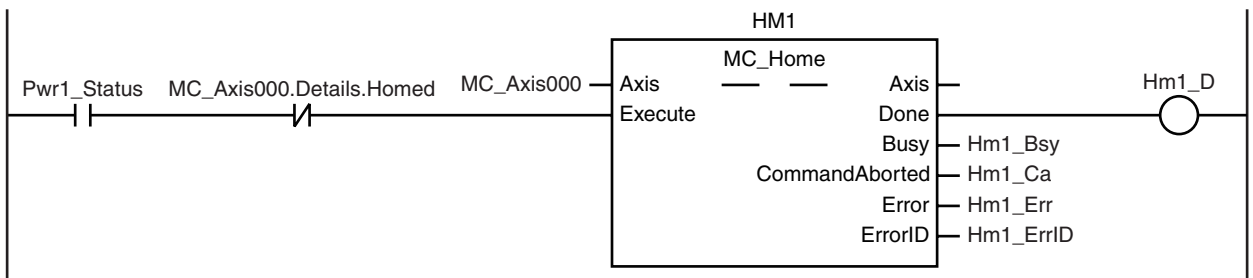 HM1
MC_Home
Pwr1_Status MC_Axis000.Details.Homed MC_Axis000 Axis Axis Hm1_D
Execute Done
Busy Hm1_Bsy
CommandAborted Hm1_Ca
Error Hm1_Err
ErrorID Hm1_ErrID